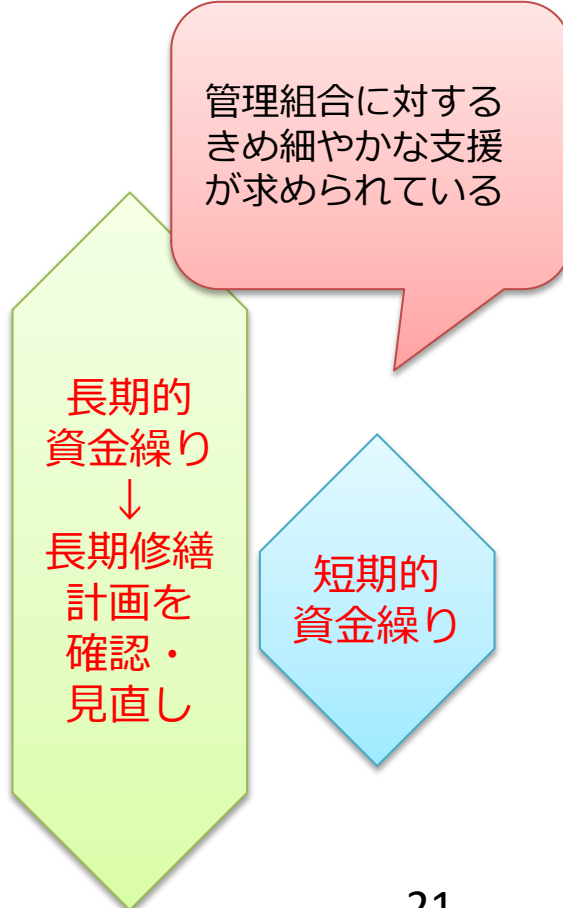 管理組合に対する
きめ細やかな支援
が求められている
長期的
資金繰り
↓
長期修繕
計画を
確認・
見直し
短期的
資金繰り
21